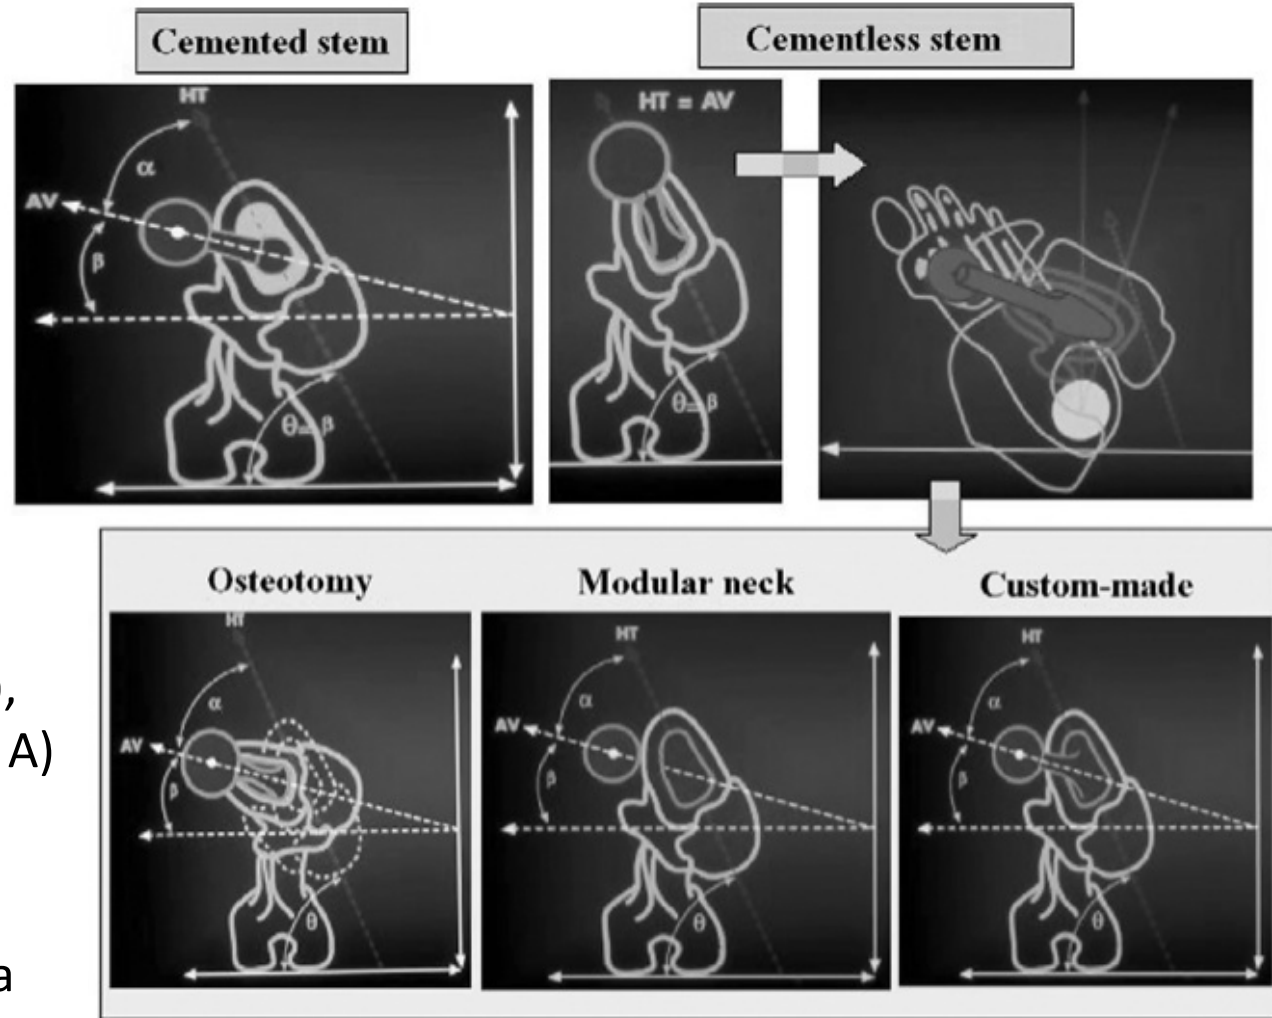 Cemented stem
Cementless stem
HT
α
AV
β
θ=β
HT = AV
θ=β
Osteotomy
Modular neck
Custom-made
HT
α
AV
β
θ
HT
α
AV
β
θ
HT
α
AV
β
θ
),
A)
a